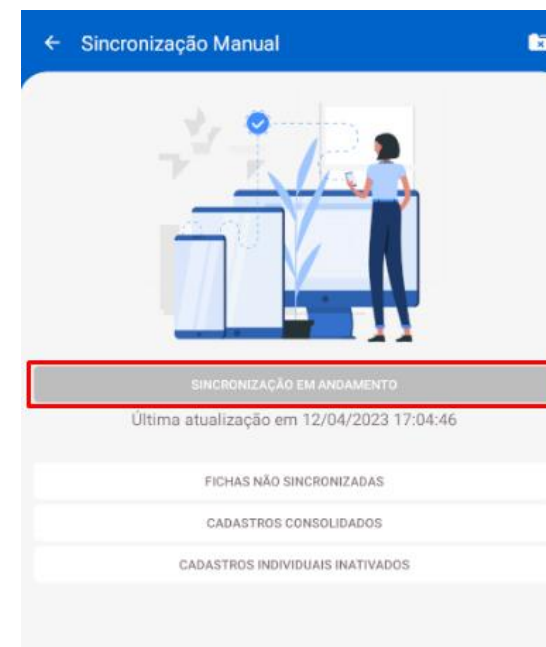 Sincronização Manual
SINCRONIZAÇÃO EM ANDAMENTO
Última atualização em 12/04/2023 17:04:46
FICHAS NÃO SINCRONIZADAS
CADASTROS CONSOLIDADOS
CADASTROS INDIVIDUAIS INATIVADOS